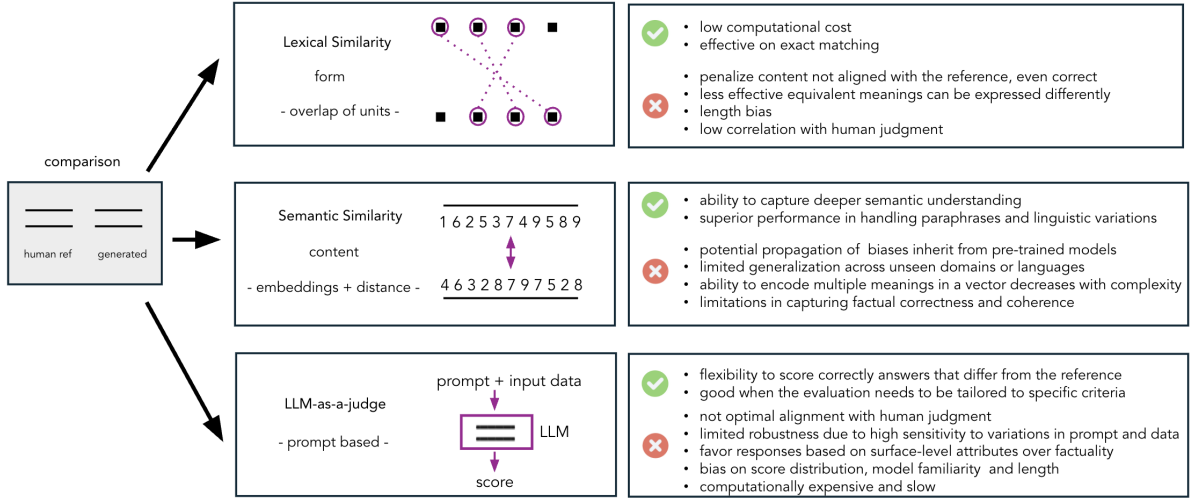 comparison
human ref
generated
Lexical Similarity
form
- overlap of units -
low computational cost
effective on exact matching
penalize content not aligned with the reference, even correct
less effective equivalent meanings can be expressed differently
length bias
low correlation with human judgment
Semantic Similarity
content
- embeddings + distance -
1 6 2 5 3 7 4 9 5 8 9
4 6 3 2 8 7 9 7 5 2 8
ability to capture deeper semantic understanding
superior performance in handling paraphrases and linguistic variations
potential propagation of biases inherit from pre-trained models
limited generalization across unseen domains or languages
ability to encode multiple meanings in a vector decreases with complexity
limitations in capturing factual correctness and coherence
LLM-as-a-judge
- prompt based -
prompt + input data
LLM
score
flexibility to score correctly answers that differ from the reference
good when the evaluation needs to be tailored to specific criteria
not optimal alignment with human judgment
limited robustness due to high sensitivity to variations in prompt and data
favor responses based on surface-level attributes over factuality
bias on score distribution, model familiarity and length
computationally expensive and slow